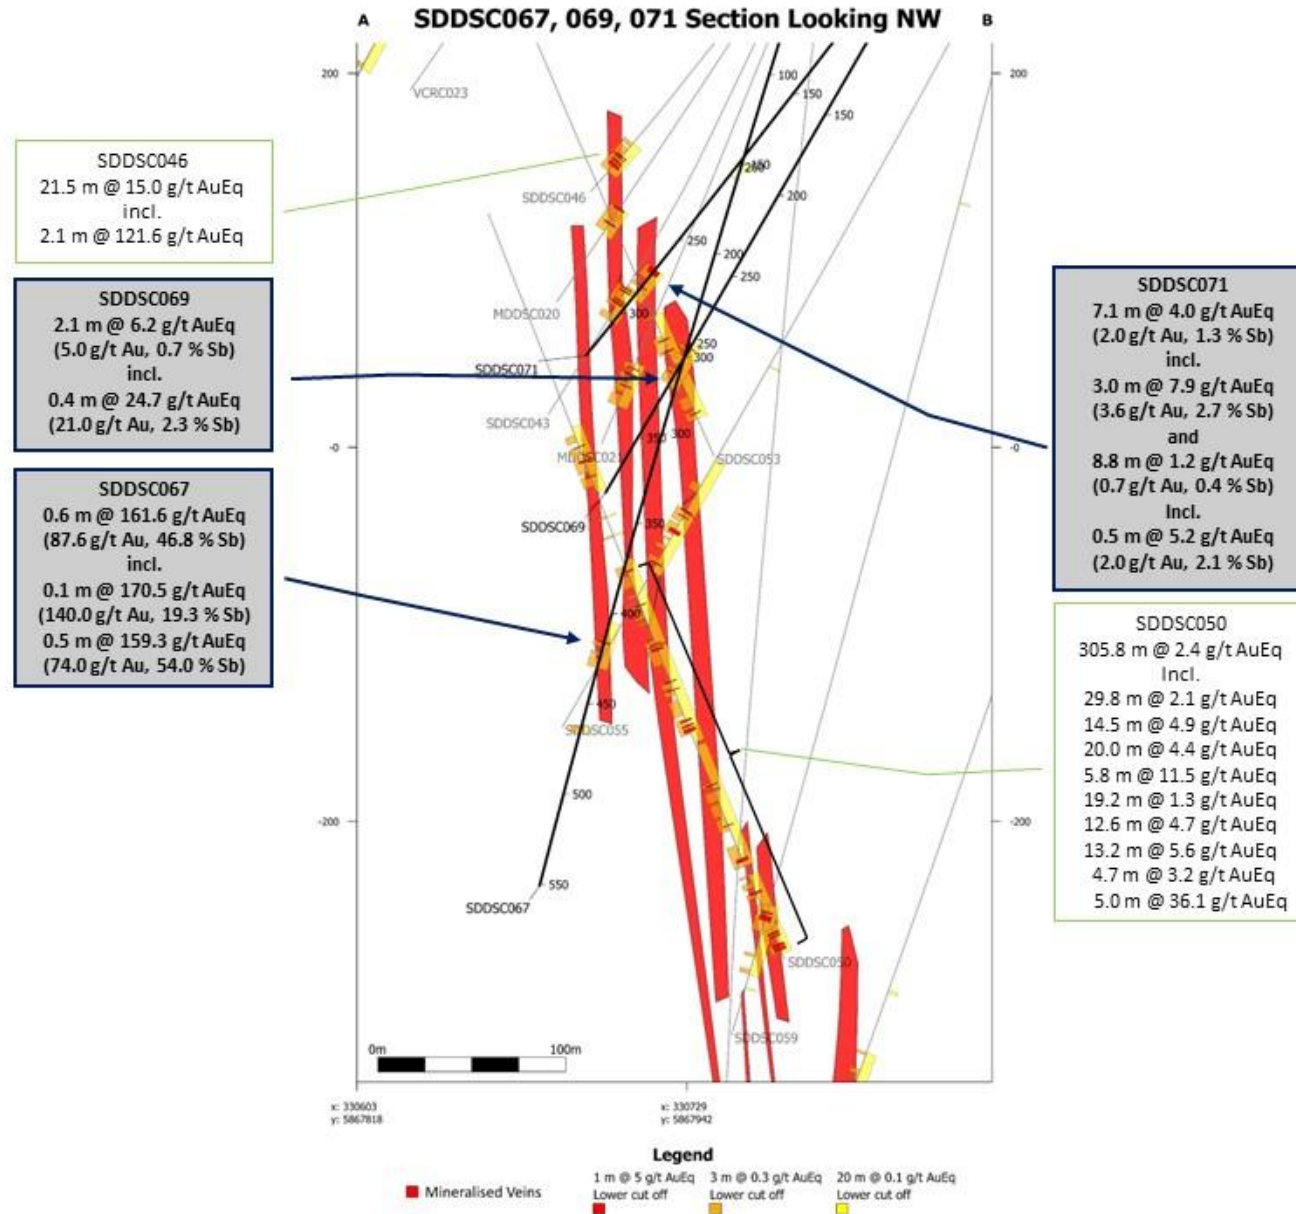 A SDDSC067, 069, 071 Section Looking NW B
200
200
VCRC023
100
150
150
200
SDDSC046
21.5 m @ 15.0 g/t AuEq
incl.
2.1 m @ 121.6 g/t AuEq
SDDSC046
200
250
200
250
SDDSC069
2.1 m @ 6.2 g/t AuEq
(5.0 g/t Au, 0.7 % Sb)
incl.
0.4 m @ 24.7 g/t AuEq
(21.0 g/t Au, 2.3 % Sb)
SDDSC071
7.1 m @ 4.0 g/t AuEq
(2.0 g/t Au, 1.3 % Sb)
incl.
3.0 m @ 7.9 g/t AuEq
(3.6 g/t Au, 2.7 % Sb)
and
8.8 m @ 1.2 g/t AuEq
(0.7 g/t Au, 0.4 % Sb)
Incl.
0.5 m @ 5.2 g/t AuEq
(2.0 g/t Au, 2.1 % Sb)
MDDSC020
300
250
300
SDDSC071
SDDSC043
350
300
-0
-0
SDDSC053
SDDSC067
0.6 m @ 161.6 g/t AuEq
(87.6 g/t Au, 46.8 % Sb)
incl.
0.1 m @ 170.5 g/t AuEq
(140.0 g/t Au, 19.3 % Sb)
0.5 m @ 159.3 g/t AuEq
(74.0 g/t Au, 54.0 % Sb)
SDDSC069
350
400
450
SDDSC055
SDDSC050
305.8 m @ 2.4 g/t AuEq
Incl.
29.8 m @ 2.1 g/t AuEq
14.5 m @ 4.9 g/t AuEq
20.0 m @ 4.4 g/t AuEq
5.8 m @ 11.5 g/t AuEq
19.2 m @ 1.3 g/t AuEq
12.6 m @ 4.7 g/t AuEq
13.2 m @ 5.6 g/t AuEq
4.7 m @ 3.2 g/t AuEq
5.0 m @ 36.1 g/t AuEq
500
-200
-200
550
SDDSC067
SDDSC050
SDDSC059
0m 100m
x: 330603
y: 5867818
x: 330729
y: 5867942
Legend
Mineralised Veins
1 m @ 5 g/t AuEq
Lower cut off
3 m @ 0.3 g/t AuEq
Lower cut off
20 m @ 0.1 g/t AuEq
Lower cut off